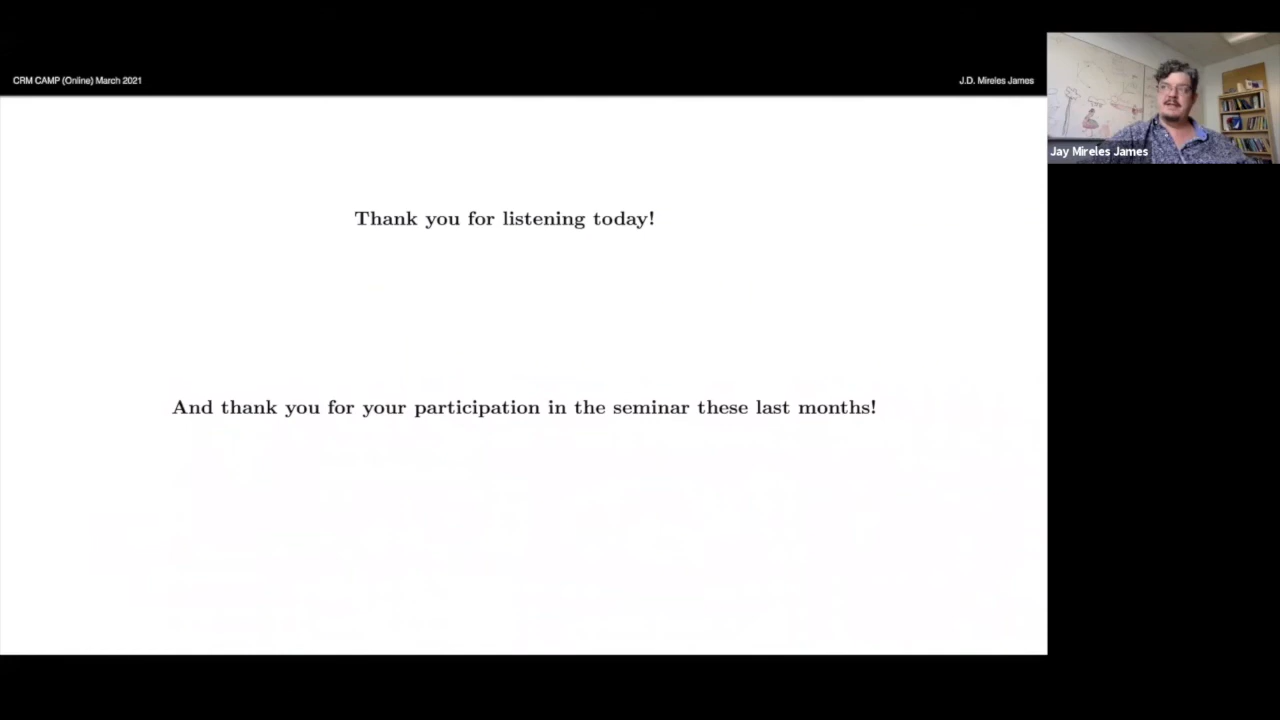 CRM CAMP (Online) March 2021
J.D. Mireles James
Jay Mireles James
Thank you for listening today!
And thank you for your participation in the seminar these last months!